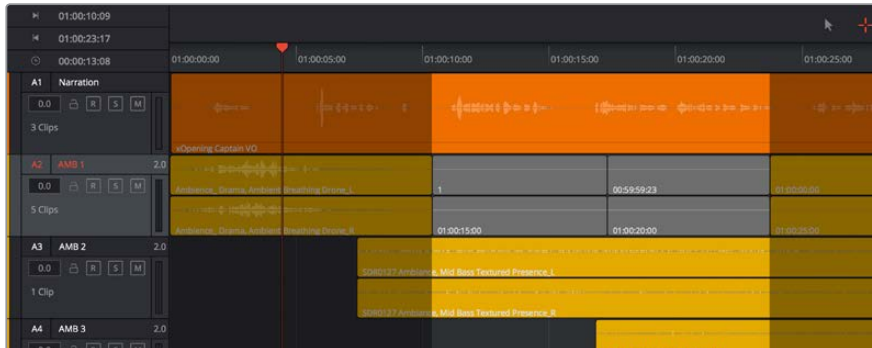 01:00:10:09
01:00:23:17
00:00:13:08
01:00:00:00 01:00:05:00 01:00:10:00 01:00:15:00 01:00:20:00 01:00:25:00
A1 Narration
0.0 R S M
3 Clips
xOpening Captain VO
A2 AMB 1 2.0
0.0 R S M
5 Clips
Ambience_ Drama, Ambient Breathing Drone_L
1 00:59:59:23 01:00:00:00
Ambience_ Drama, Ambient Breathing Drone_R
01:00:15:00 01:00:20:00 01:00:25:00
A3 AMB 2 2.0
0.0 R S M
1 Clip
SDR0127 Ambiance, Mid Bass Textured Presence_L
SDR0127 Ambiance, Mid Bass Textured Presence_R
A4 AMB 3 2.0